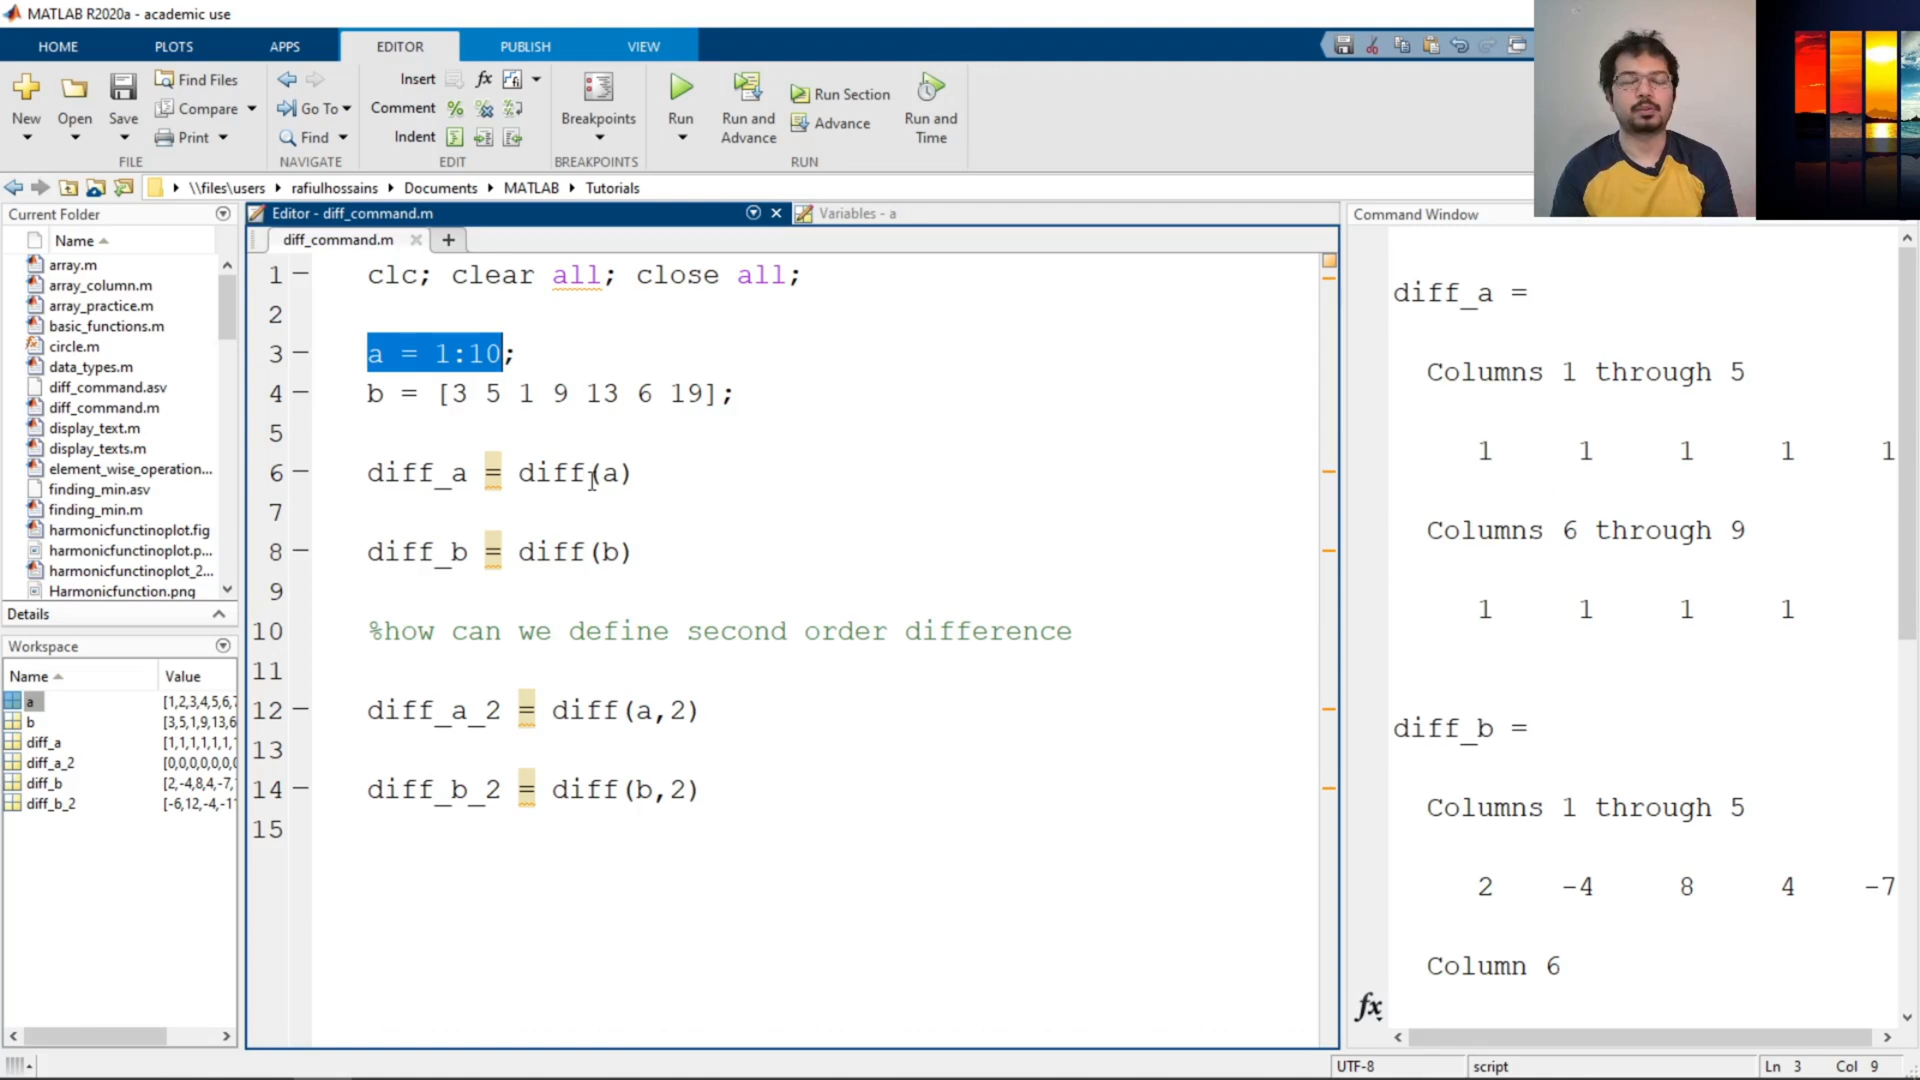 MATLAB R2020a - academic use
HOME PLOTS APPS EDITOR PUBLISH VIEW
New Open Save Find Files Compare Print
FILE
Go To Find
NAVIGATE
Insert fx
Comment %
Indent
EDIT
Breakpoints
BREAKPOINTS
Run Run and Advance Run Section Advance Run and Time
RUN
\\files\users rafiulhossains Documents MATLAB Tutorials
Current Folder
Name
array.m
array_column.m
array_practice.m
basic_functions.m
circle.m
data_types.m
diff_command.asv
diff_command.m
display_text.m
display_texts.m
element_wise_operation...
finding_min.asv
finding_min.m
harmonicfunctinoplot.fig
harmonicfunctinoplot.p...
harmonicfunctinoplot_2...
Harmonicfunction.png
Details
Workspace
Name Value
a [1,2,3,4,5,6,7
b [3,5,1,9,13,6
diff_a [1,1,1,1,1,1,
diff_a_2 [0,0,0,0,0,0,
diff_b [2,-4,8,4,-7,
diff_b_2 [-6,12,-4,-1
Editor - diff_command.m
Variables - a
diff_command.m
1 clc; clear all; close all;
2
3 a = 1:10;
4 b = [3 5 1 9 13 6 19];
5
6 diff_a = diff(a)
7
8 diff_b = diff(b)
9
10 %how can we define second order difference
11
12 diff_a_2 = diff(a,2)
13
14 diff_b_2 = diff(b,2)
15
Command Window
diff_a =
Columns 1 through 5
1 1 1 1 1
Columns 6 through 9
1 1 1 1
diff_b =
Columns 1 through 5
2 -4 8 4 -7
Column 6
fx
UTF-8 script Ln 3 Col 9